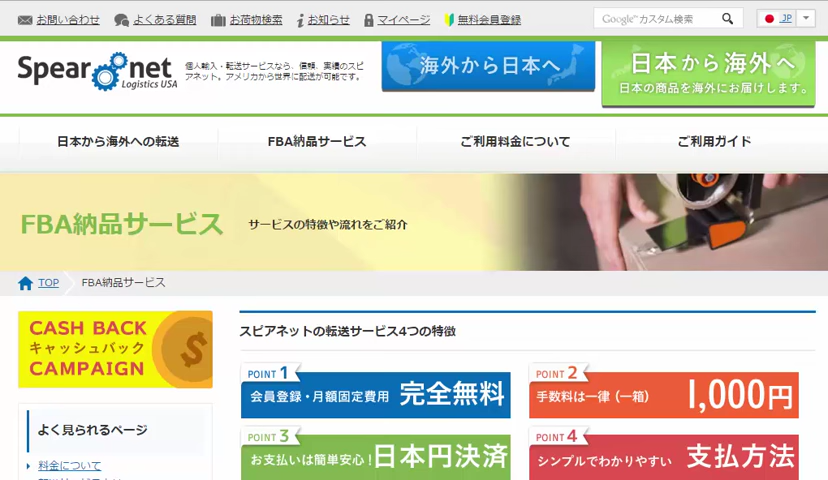 お問い合わせ よくある質問 お荷物検索 お知らせ マイページ 無料会員登録 Google カスタム検索 JP
Spear net
Logistics USA
個人輸入・転送サービスなら、信頼、実績のスピ
アネット。アメリカから世界に配送が可能です。
海外から日本へ
日本から海外へ
日本の商品を海外にお届けします。
日本から海外への転送 FBA納品サービス ご利用料金について ご利用ガイド
FBA納品サービス サービスの特徴や流れをご紹介
TOP FBA納品サービス
CASH BACK
キャッシュバック
CAMPAIGN
よく見られるページ
料金について
スピアネットの転送サービス4つの特徴
POINT 1
会員登録・月額固定費用 完全無料
POINT 2
手数料は一律(一箱) 1,000円
POINT 3
お支払いは簡単安心!日本円決済
POINT 4
シンプルでわかりやすい 支払方法